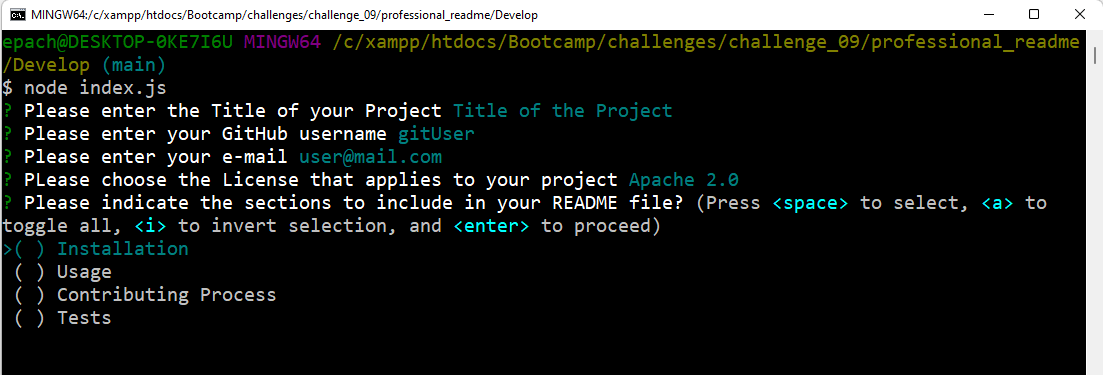 MINGW64:/c/xampp/htdocs/Bootcamp/challenges/challenge_09/professional_readme/Develop
epach@DESKTOP-0KE7I6U MINGW64 /c/xampp/htdocs/Bootcamp/challenges/challenge_09/professional_readme
/Develop (main)
$ node index.js
? Please enter the Title of your Project Title of the Project
? Please enter your GitHub username gitUser
? Please enter your e-mail user@mail.com
? PLease choose the License that applies to your project Apache 2.0
? Please indicate the sections to include in your README file? (Press <space> to select, <a> to
toggle all, <i> to invert selection, and <enter> to proceed)
>( ) Installation
( ) Usage
( ) Contributing Process
( ) Tests